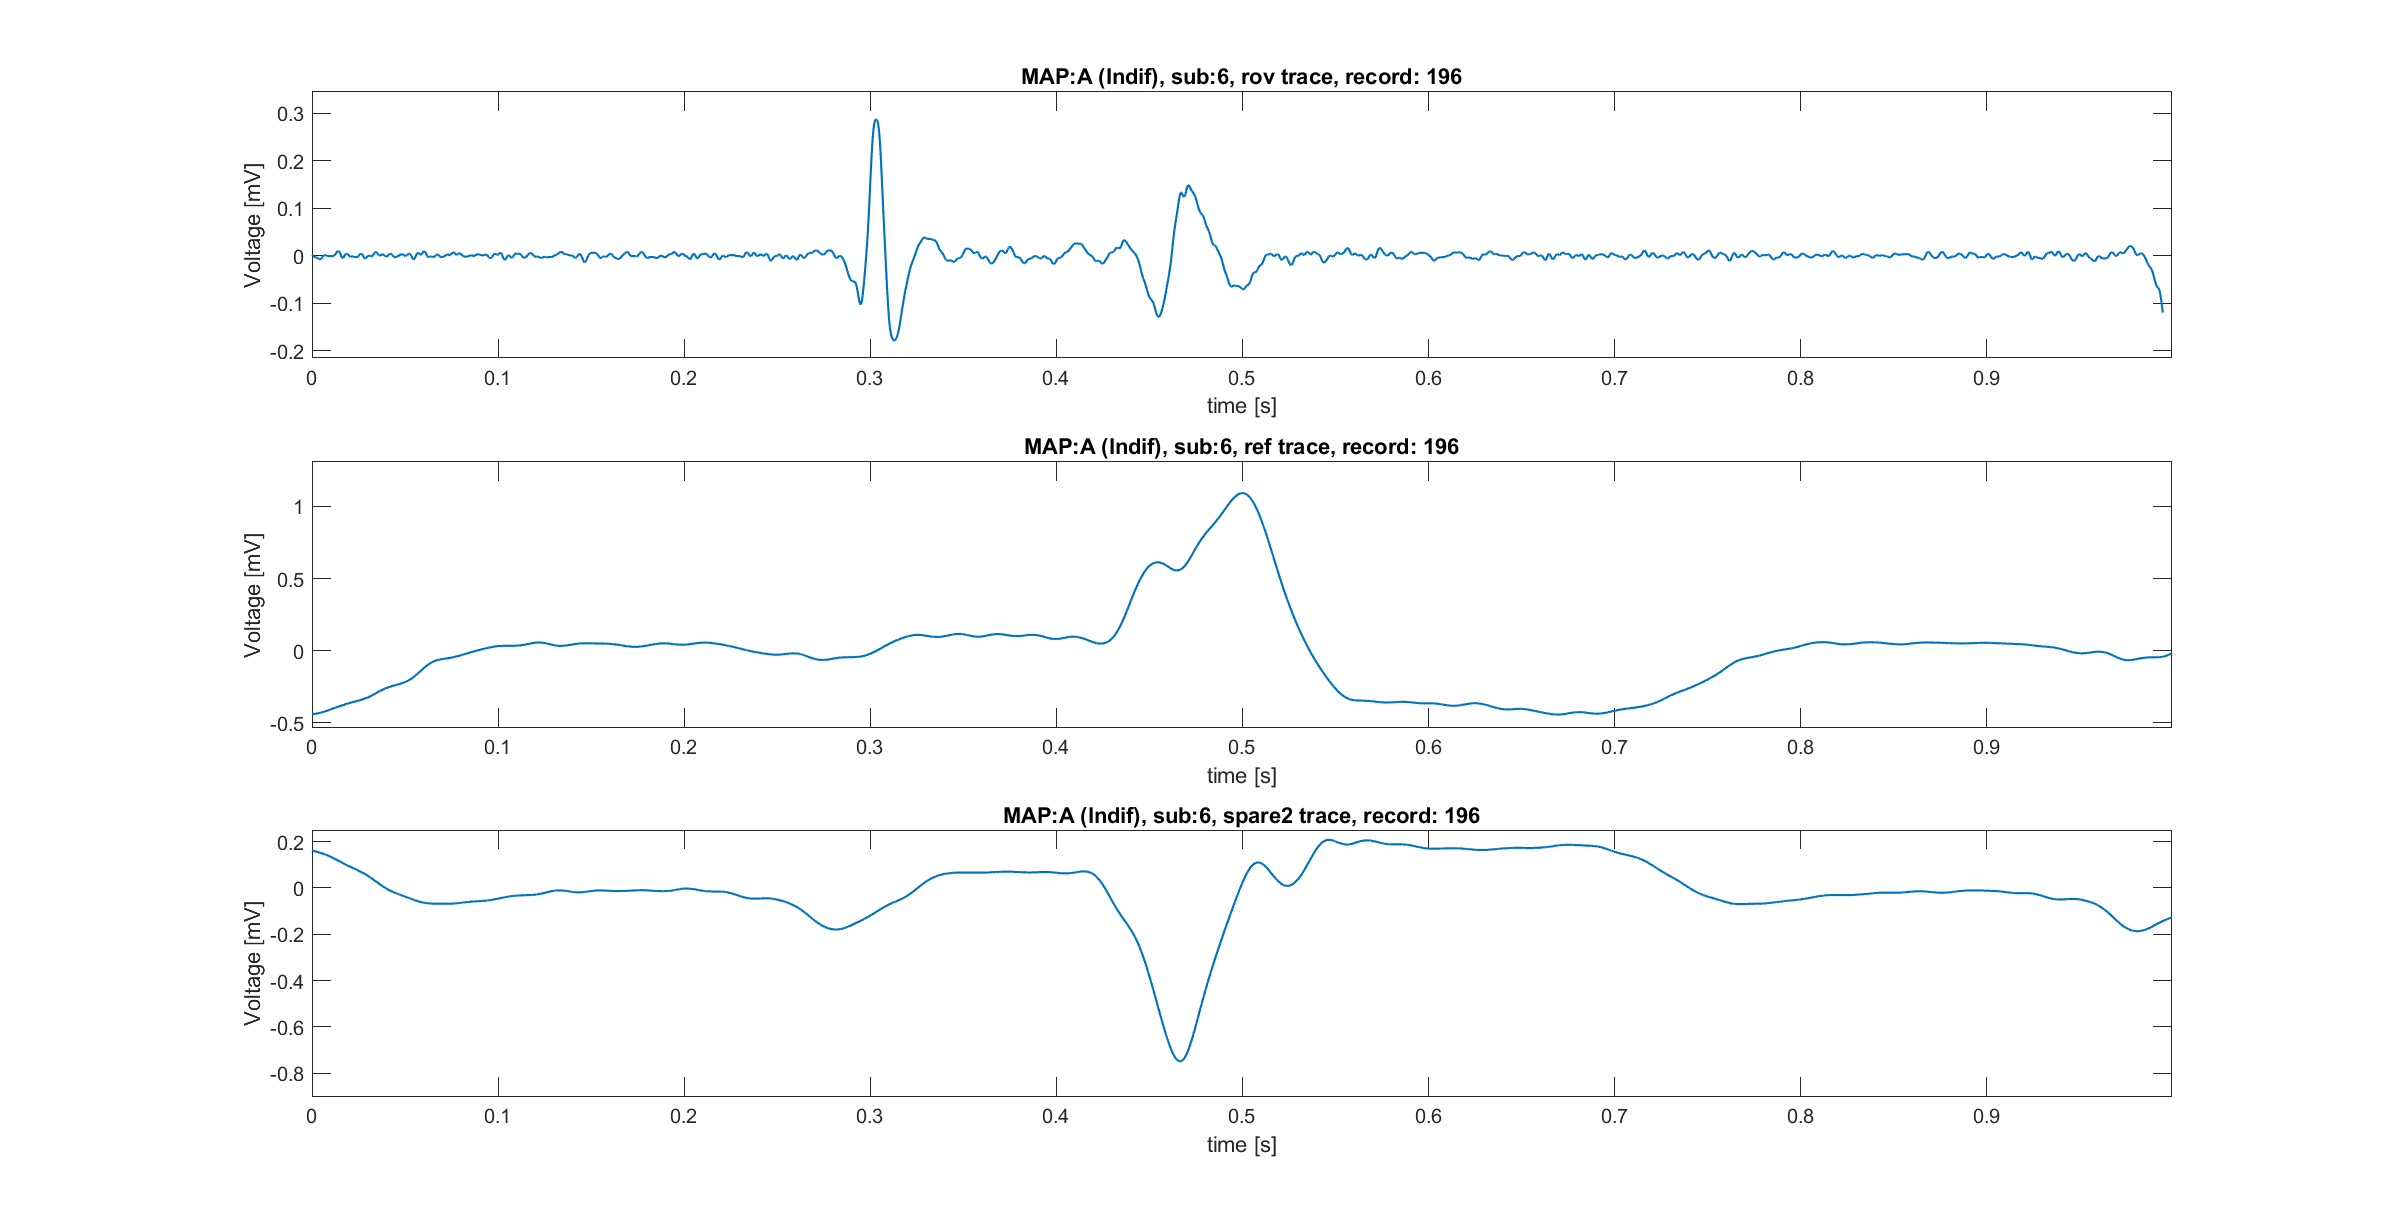 MAP:A (Indif), sub:6, rov trace, record: 196
Voltage [mV]
0.3
0.2
0.1
0
-0.1
-0.2
0 0.1 0.2 0.3 0.4 0.5 0.6 0.7 0.8 0.9
time [s]
MAP:A (Indif), sub:6, ref trace, record: 196
Voltage [mV]
1
0.5
0
-0.5
0 0.1 0.2 0.3 0.4 0.5 0.6 0.7 0.8 0.9
time [s]
MAP:A (Indif), sub:6, spare2 trace, record: 196
Voltage [mV]
0.2
0
-0.2
-0.4
-0.6
-0.8
0 0.1 0.2 0.3 0.4 0.5 0.6 0.7 0.8 0.9
time [s]